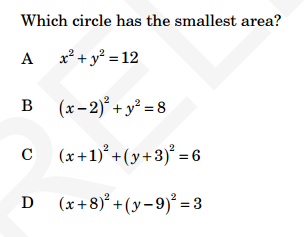 Which circle has the smallest area?
A x² + y² = 12
B (x − 2)² + y² = 8
C (x + 1)² + (y + 3)² = 6
D (x + 8)² + (y − 9)² = 3